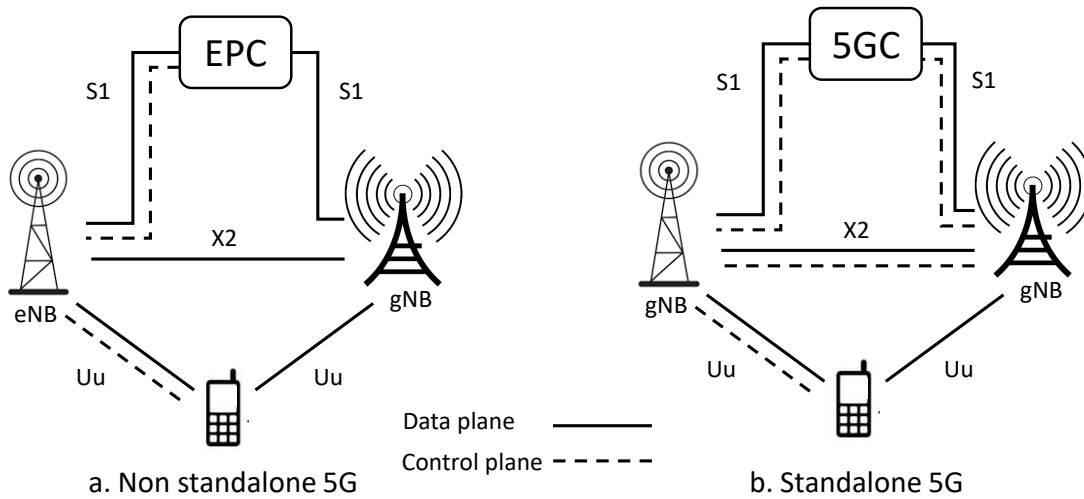 EPC
S1
S1
X2
eNB
gNB
Uu
Uu
a. Non standalone 5G
5GC
S1
S1
X2
gNB
gNB
Uu
Uu
b. Standalone 5G
Data plane
Control plane